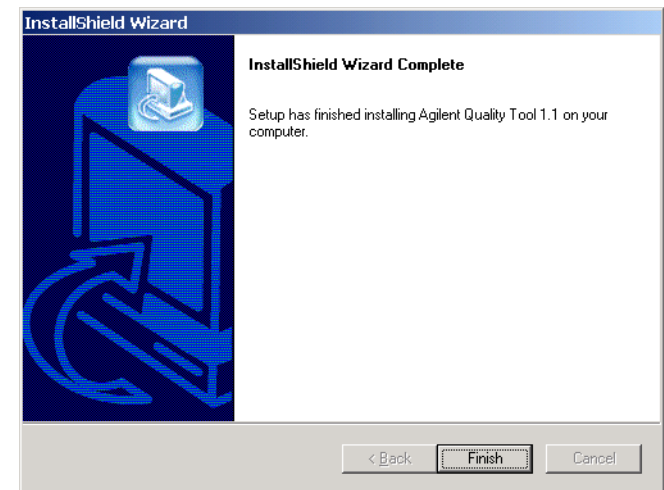 InstallShield Wizard
InstallShield Wizard Complete
Setup has finished installing Agilent Quality Tool 1.1 on your
computer.
< Back
Finish
Cancel